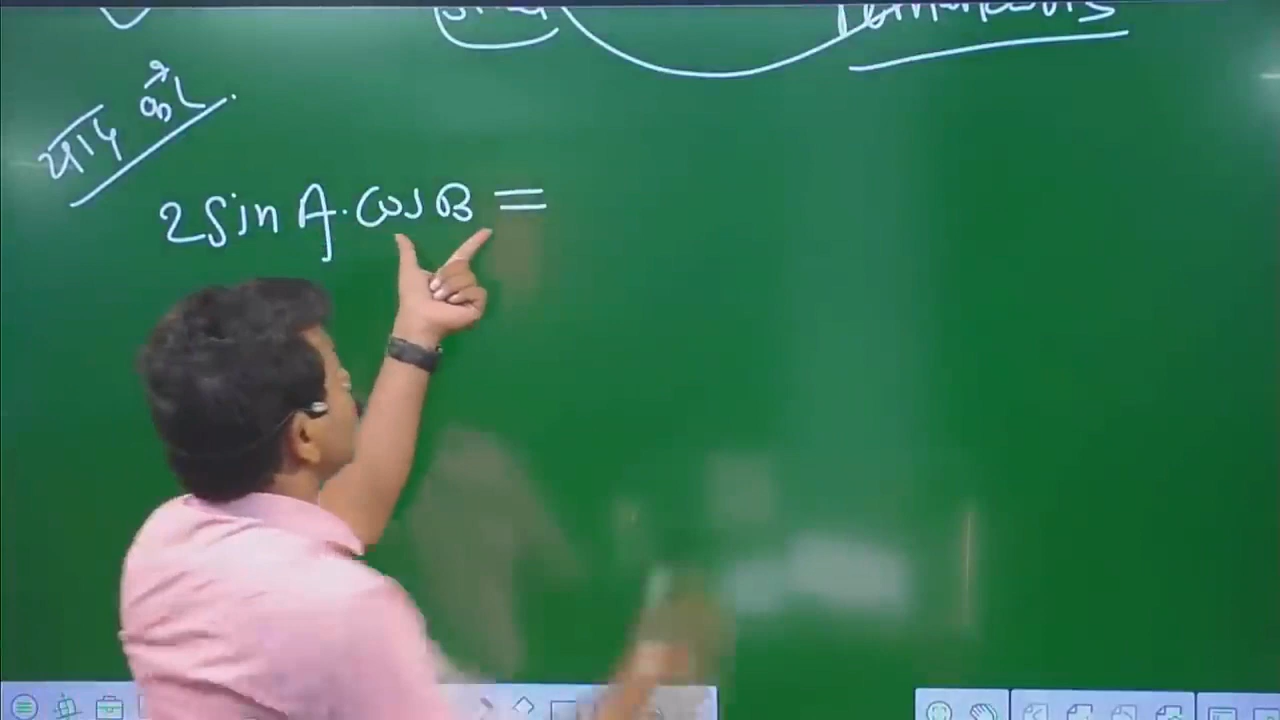 याद करें
2 Sin A . Cos B =